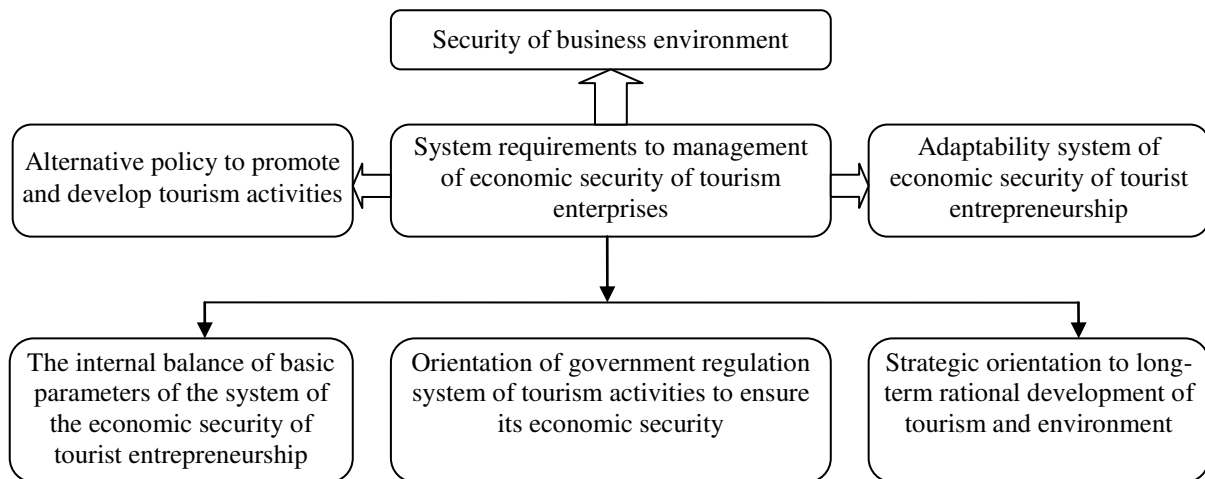 Security of business environment
Alternative policy to promote
and develop tourism activities
System requirements to management
of economic security of tourism
enterprises
Adaptability system of
economic security of tourist
entrepreneurship
The internal balance of basic
parameters of the system of
the economic security of
tourist entrepreneurship
Orientation of government regulation
system of tourism activities to ensure
its economic security
Strategic orientation to long-
term rational development of
tourism and environment